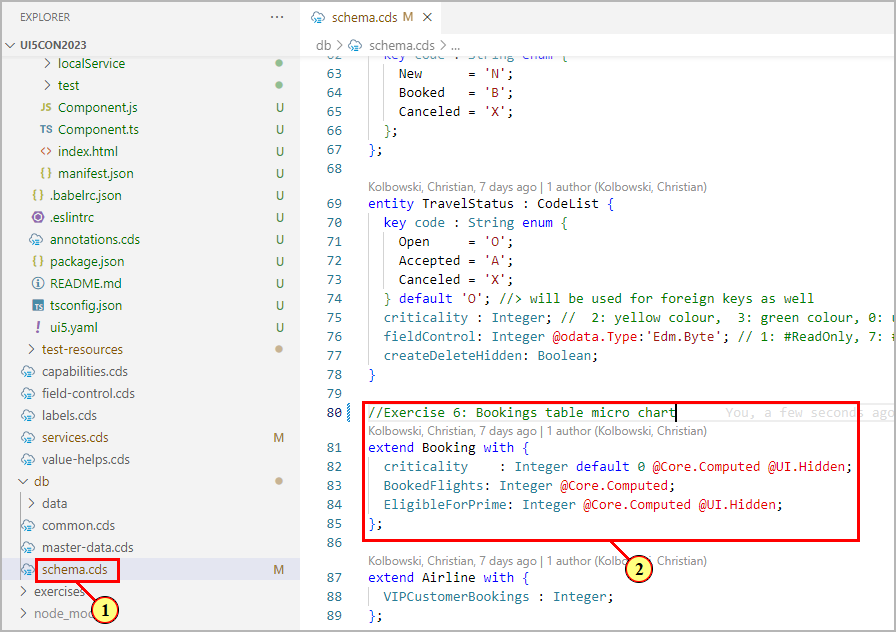 EXPLORER
...
UI5CON2023
localService
test
JS Component.js U
TS Component.ts U
<> index.html U
{} manifest.json U
{} .babelrc.json U
.eslintrc U
annotations.cds U
{} package.json U
README.md U
TS tsconfig.json U
! ui5.yaml U
test-resources
capabilities.cds
field-control.cds
labels.cds
services.cds M
value-helps.cds
db
data
common.cds
master-data.cds
schema.cds M
exercises
1
schema.cds M
db > schema.cds > ...
62 key code : String enum {
63 New = 'N';
64 Booked = 'B';
65 Canceled = 'X';
66 };
67 };
68
Kolbowski, Christian, 7 days ago | 1 author (Kolbowski, Christian)
69 entity TravelStatus : CodeList {
70 key code : String enum {
71 Open = 'O';
72 Accepted = 'A';
73 Canceled = 'X';
74 } default 'O'; //> will be used for foreign keys as well
75 criticality : Integer; // 2: yellow colour, 3: green colour, 0:
76 fieldControl: Integer @odata.Type:'Edm.Byte'; // 1: #ReadOnly, 7:
77 createDeleteHidden: Boolean;
78 }
79
80 //Exercise 6: Bookings table micro chart You, a few seconds ago
Kolbowski, Christian, 7 days ago | 1 author (Kolbowski, Christian)
81 extend Booking with {
82 criticality : Integer default 0 @Core.Computed @UI.Hidden;
83 BookedFlights: Integer @Core.Computed;
84 EligibleForPrime: Integer @Core.Computed @UI.Hidden;
85 };
86
Kolbowski, Christian, 7 days ago | 1 author (Kolbowski, Christian)
2
87 extend Airline with {
88 VIPCustomerBookings : Integer;
89 };